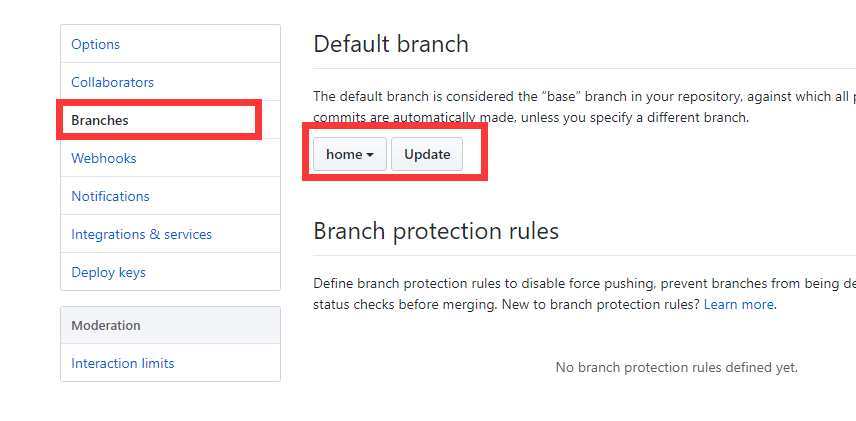 Options
Collaborators
Branches
Webhooks
Notifications
Integrations & services
Deploy keys
Moderation
Interaction limits
Default branch
The default branch is considered the “base” branch in your repository, against which all
commits are automatically made, unless you specify a different branch.
home Update
Branch protection rules
Define branch protection rules to disable force pushing, prevent branches from being
status checks before merging. New to branch protection rules? Learn more.
No branch protection rules defined yet.